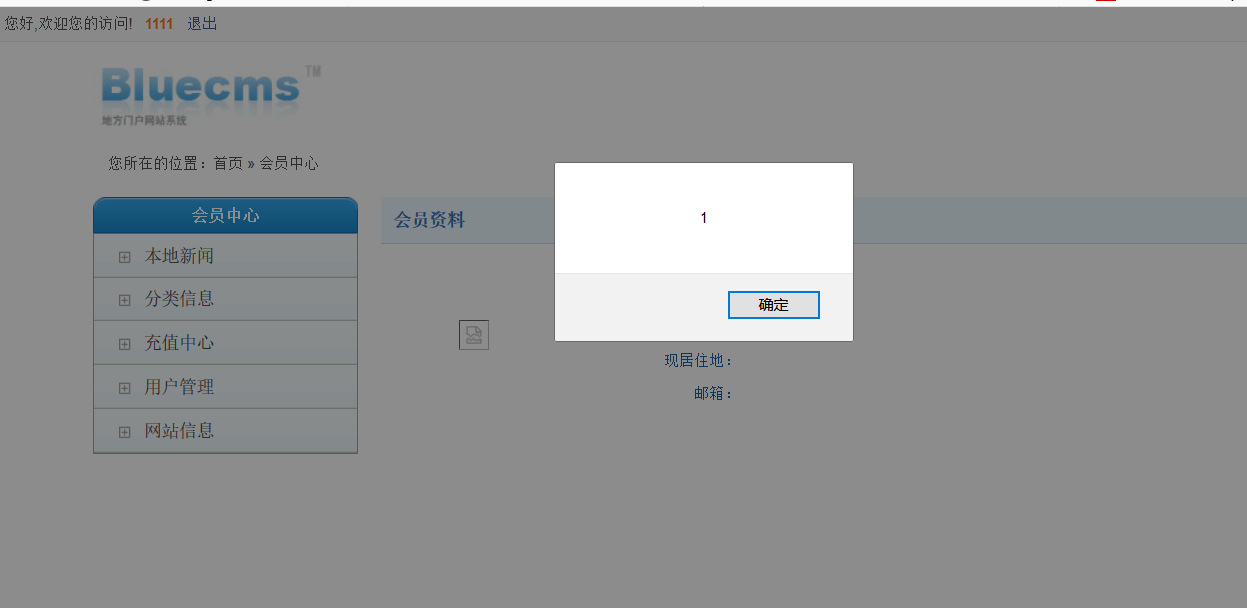 您好,欢迎您的访问! 1111 退出
Bluecms TM
地方门户网站系统
您所在的位置：首页 » 会员中心
会员中心
本地新闻
分类信息
充值中心
用户管理
网站信息
会员资料
现居住地：
邮箱：
1
确定